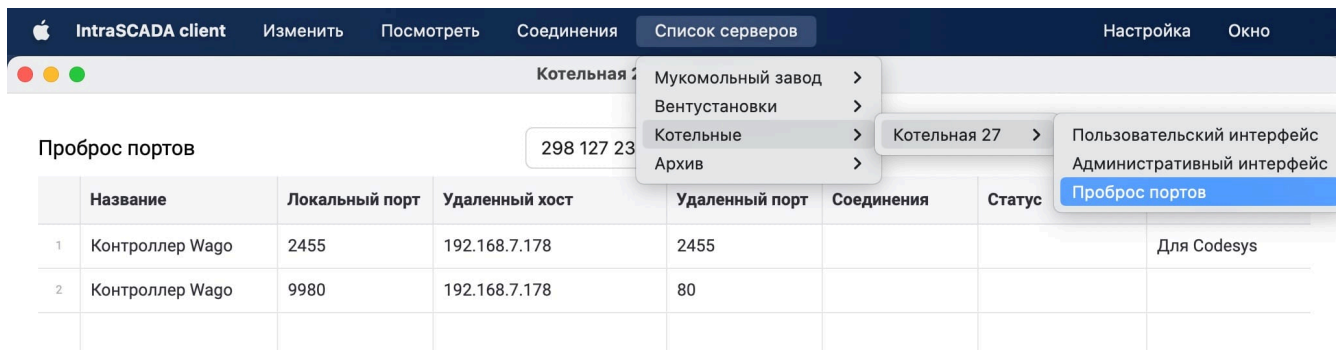 IntraSCADA client Изменить Посмотреть Соединения Список серверов Настройка Окно
Котельная 2
Мукомольный завод
Вентустановки
Котельные
Архив
Котельная 27
Пользовательский интерфейс
Административный интерфейс
Проброс портов
Проброс портов 298 127 23
Название Локальный порт Удаленный хост Удаленный порт Соединения Статус
1 Контроллер Wago 2455 192.168.7.178 2455 Для Codesys
2 Контроллер Wago 9980 192.168.7.178 80